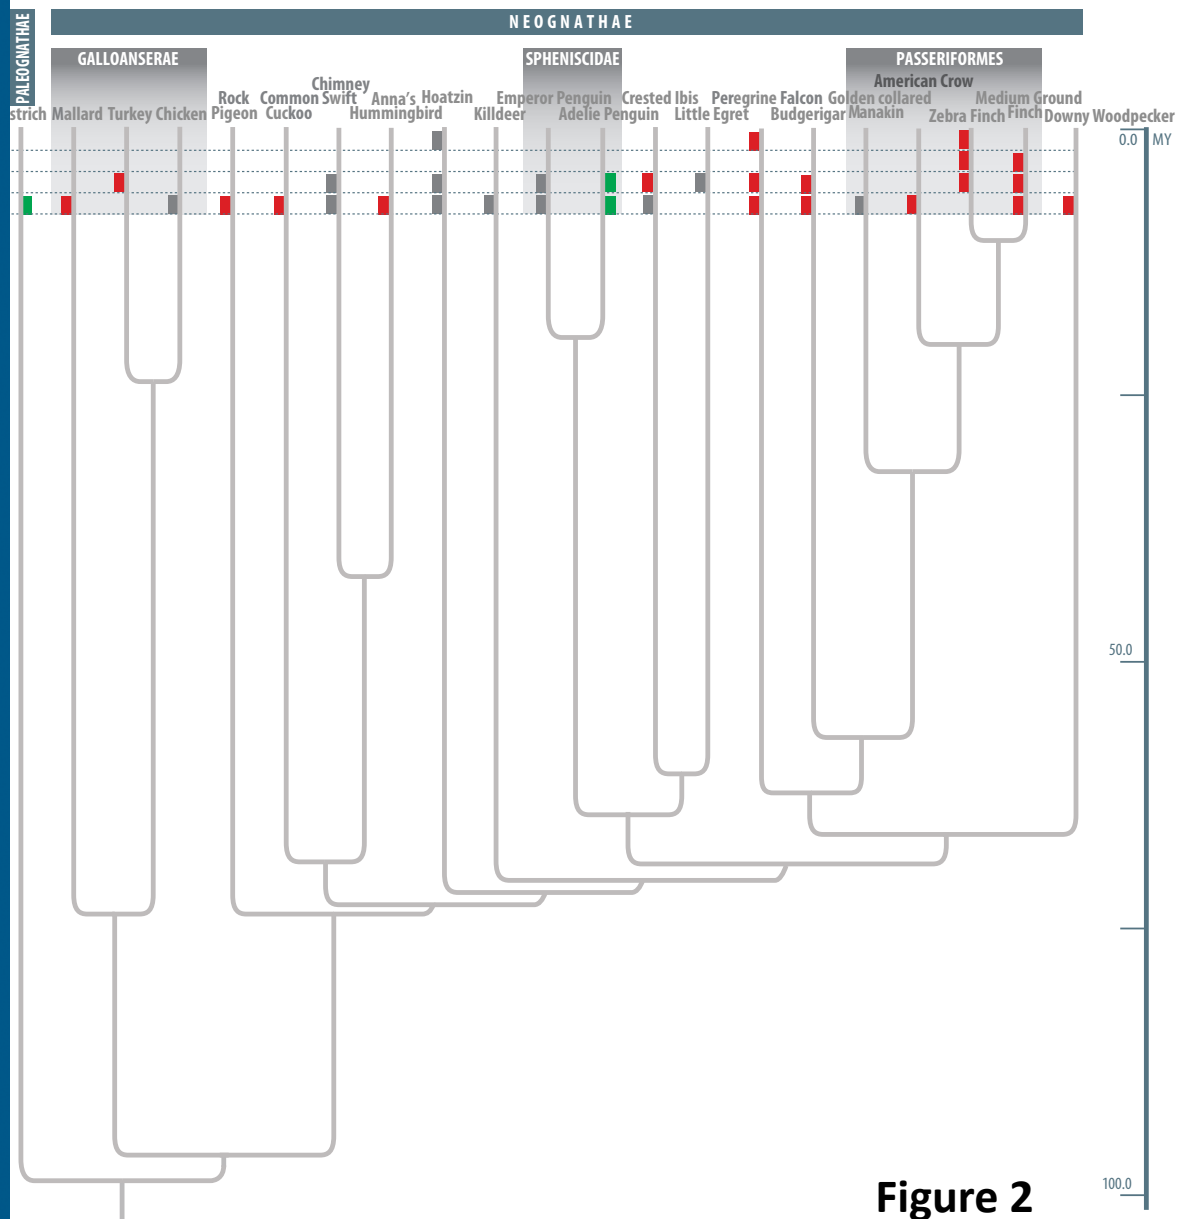 NEOGNATHAE
PALEOGNATHAE
GALLOANSERAE
SPHENISCIDAE
PASSERIFORMES
strich
Mallard
Turkey
Chicken
Rock
Pigeon
Common
Cuckoo
Chimney
Swift
Anna's
Hummingbird
Hoatzin
Killdeer
Emperor Penguin
Adelie Penguin
Crested Ibis
Little Egret
Peregrine Falcon
Budgerigar
Golden collared
Manakin
American Crow
Zebra Finch
Medium Ground
Finch
Downy Woodpecker
0.0 MY
50.0
100.0
Figure 2